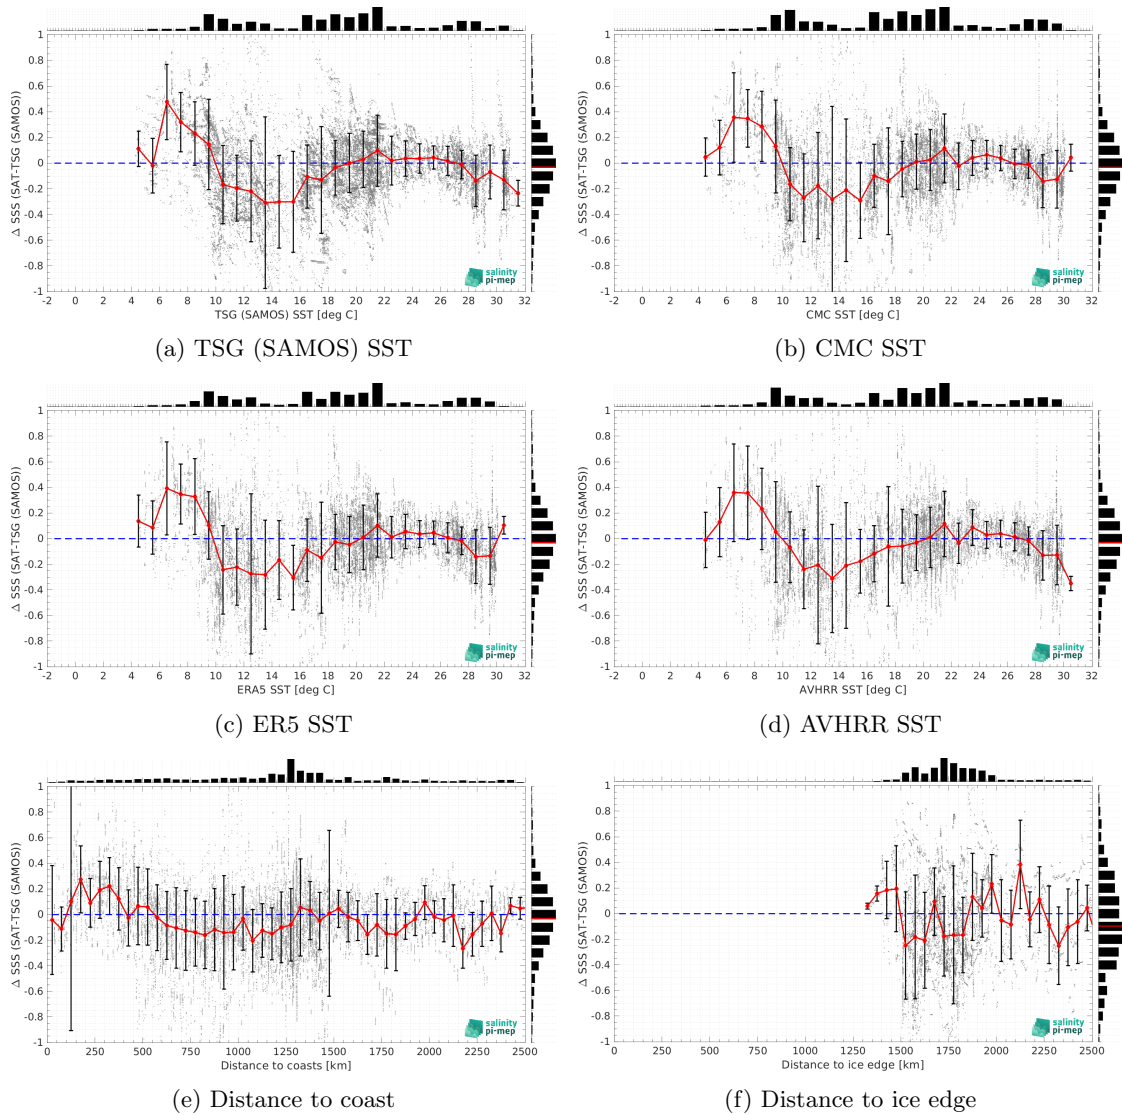 1
0.8
0.6
0.4
0.2
0
-0.2
-0.4
-0.6
-0.8
-1
Δ SSS (SAT-TSG (SAMOS))
-2 0 2 4 6 8 10 12 14 16 18 20 22 24 26 28 30 32
TSG (SAMOS) SST [deg C]
salinity
pi-mep
(a) TSG (SAMOS) SST
1
0.8
0.6
0.4
0.2
0
-0.2
-0.4
-0.6
-0.8
-1
Δ SSS (SAT-TSG (SAMOS))
-2 0 2 4 6 8 10 12 14 16 18 20 22 24 26 28 30 32
CMC SST [deg C]
salinity
pi-mep
(b) CMC SST
1
0.8
0.6
0.4
0.2
0
-0.2
-0.4
-0.6
-0.8
-1
Δ SSS (SAT-TSG (SAMOS))
-2 0 2 4 6 8 10 12 14 16 18 20 22 24 26 28 30 32
ERA5 SST [deg C]
salinity
pi-mep
(c) ER5 SST
1
0.8
0.6
0.4
0.2
0
-0.2
-0.4
-0.6
-0.8
-1
Δ SSS (SAT-TSG (SAMOS))
-2 0 2 4 6 8 10 12 14 16 18 20 22 24 26 28 30 32
AVHRR SST [deg C]
salinity
pi-mep
(d) AVHRR SST
1
0.8
0.6
0.4
0.2
0
-0.2
-0.4
-0.6
-0.8
-1
Δ SSS (SAT-TSG (SAMOS))
0 250 500 750 1000 1250 1500 1750 2000 2250 2500
Distance to coasts [km]
salinity
pi-mep
(e) Distance to coast
1
0.8
0.6
0.4
0.2
0
-0.2
-0.4
-0.6
-0.8
-1
Δ SSS (SAT-TSG (SAMOS))
0 250 500 750 1000 1250 1500 1750 2000 2250 2500
Distance to ice edge [km]
salinity
pi-mep
(f) Distance to ice edge